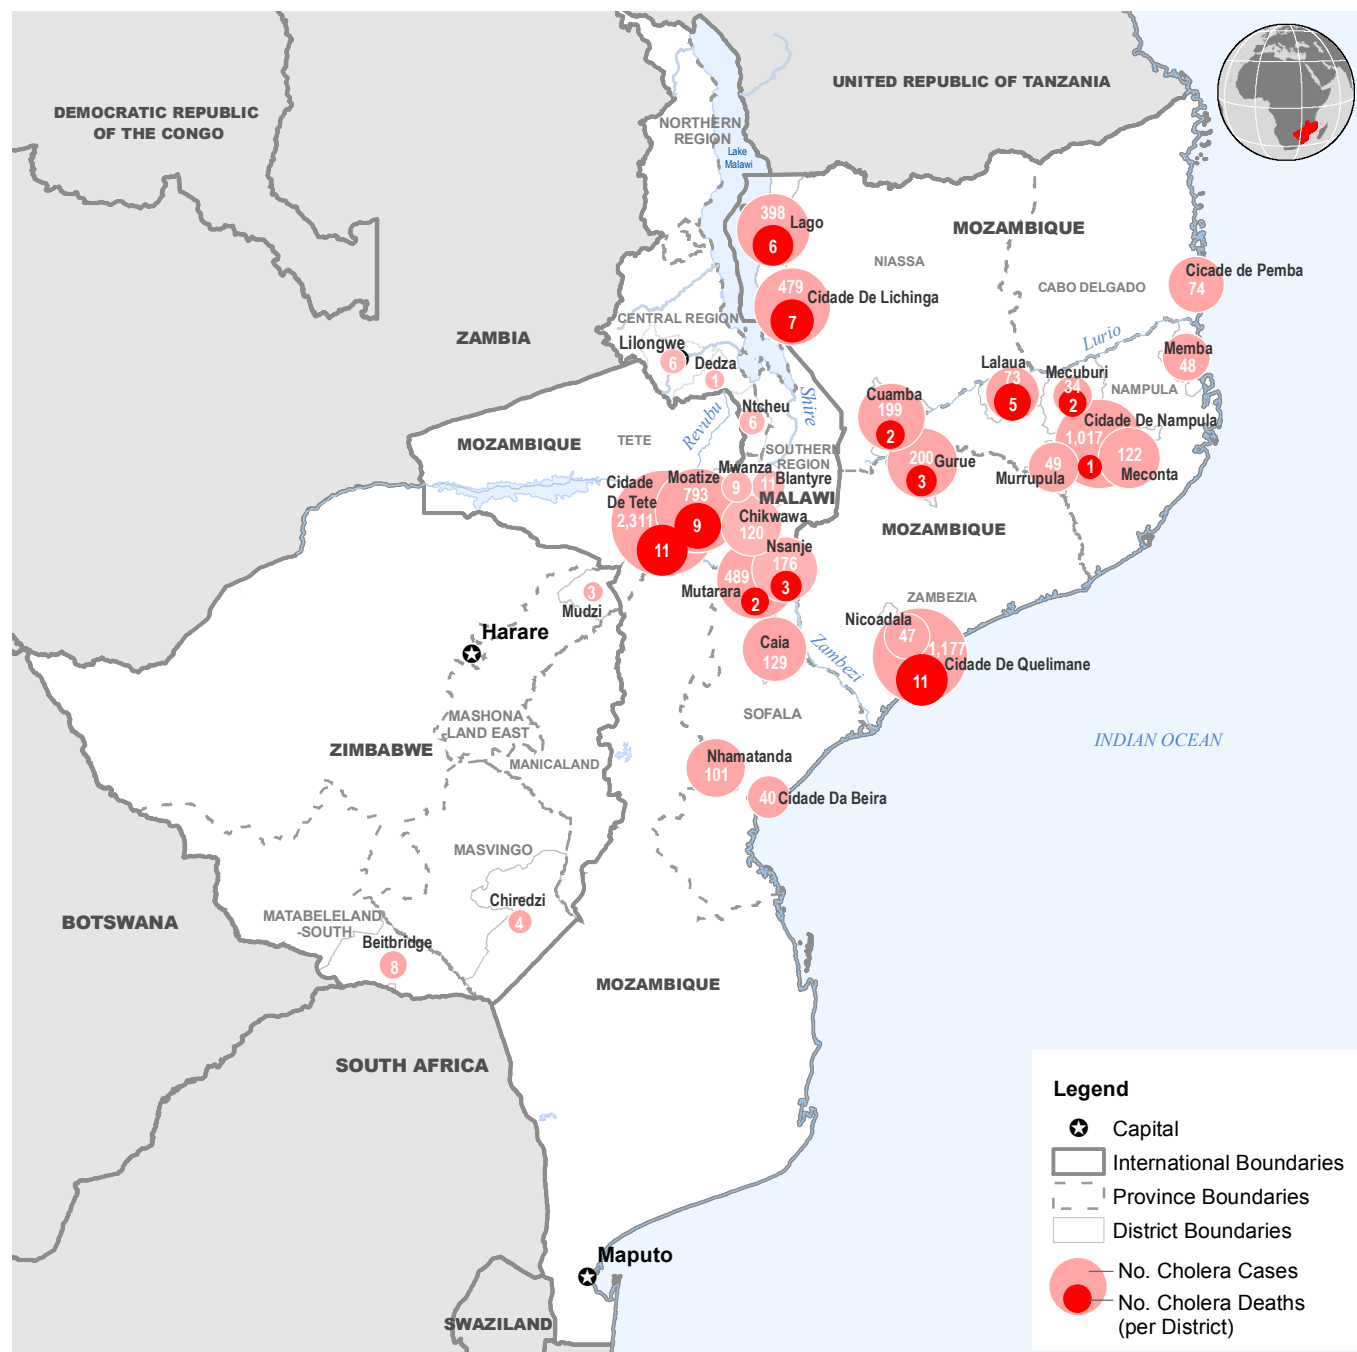 UNITED REPUBLIC OF TANZANIA
DEMOCRATIC REPUBLIC
OF THE CONGO
NORTHERN
REGION
Lake
Malawi
398
Lago
6
MOZAMBIQUE
NIASSA
Cicade de Pemba
74
CABO DELGADO
479
Cidade De Lichinga
7
CENTRAL REGION
ZAMBIA
Lilongwe
6
Dedza
1
Lurio
Memba
48
Lalaua
73
5
Mecuburi
34
2
NAMPULA
Cuamba
199
2
Shire
Revubu
Ntcheu
6
Cidade De Nampula
1,017
1
122
Meconta
MOZAMBIQUE
TETE
SOUTHERN
REGION
200
Gurue
3
49
Murrupula
Mwanza
9
11
Blantyre
MALAWI
Cidade
De Tete
2,311
11
Moatize
793
9
Chikwawa
120
MOZAMBIQUE
Nsanje
176
3
489
Mutarara
2
3
Mudzi
ZAMBEZIA
Nicoadala
47
1,177
Cidade De Quelimane
11
Harare
Caia
129
Zambezi
SOFALA
MASHONA
-LAND EAST
ZIMBABWE
MANICALAND
INDIAN OCEAN
Nhamatanda
101
40
Cidade Da Beira
MASVINGO
Chiredzi
4
BOTSWANA
MATABELELAND
-SOUTH
Beitbridge
8
MOZAMBIQUE
SOUTH AFRICA
Maputo
SWAZILAND
Legend
Capital
International Boundaries
Province Boundaries
District Boundaries
No. Cholera Cases
No. Cholera Deaths
(per District)